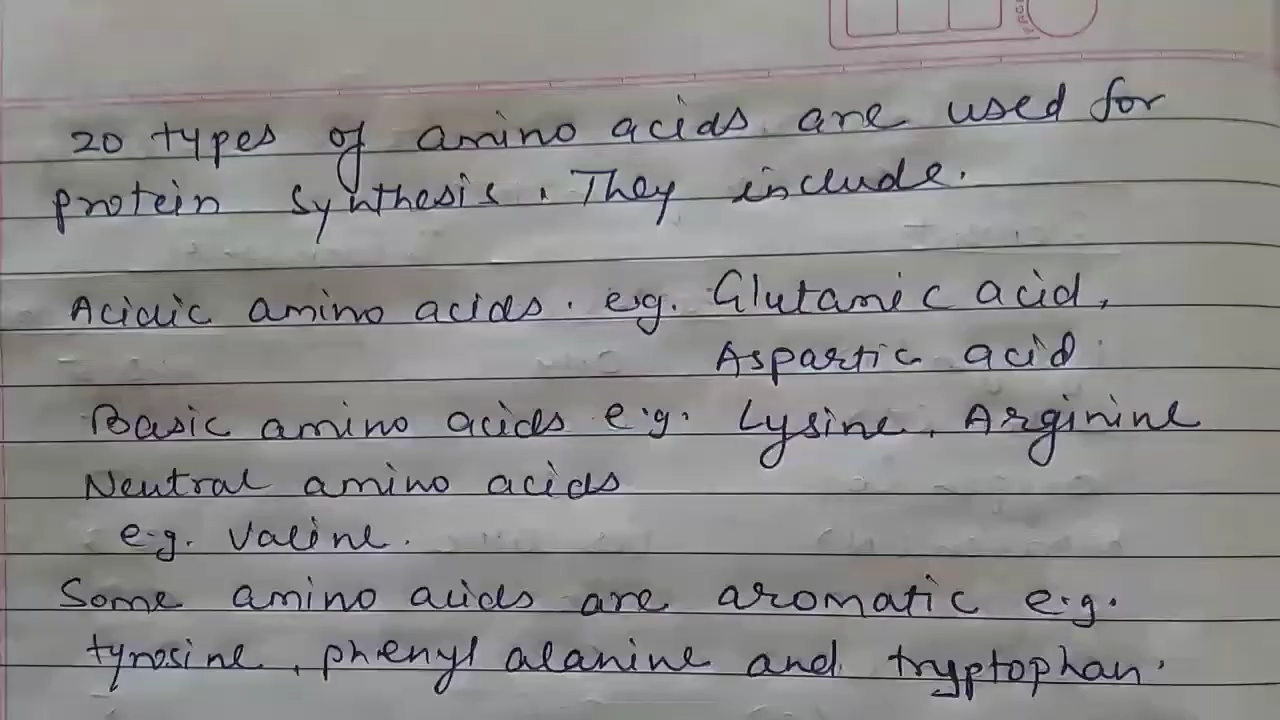 20 types of amino acids are used for
protein synthesis. They include.
Acidic amino acids. e.g. Glutamic acid,
Aspartic acid
Basic amino acids e.g. Lysine, Arginine
Neutral amino acids
e.g. Valine.
Some amino acids are aromatic e.g.
tyrosine, phenyl alanine and tryptophan.